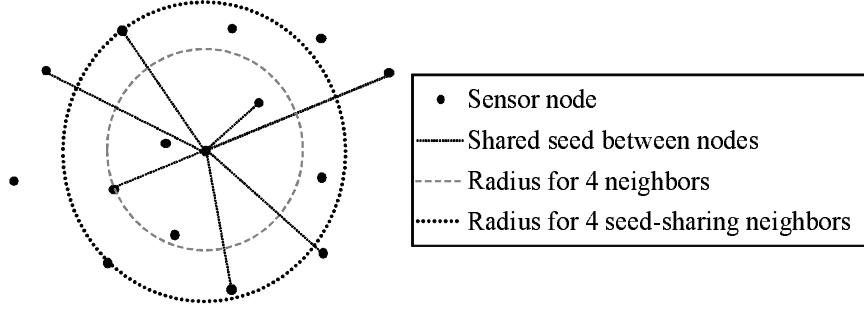 Sensor node
Shared seed between nodes
Radius for 4 neighbors
Radius for 4 seed-sharing neighbors